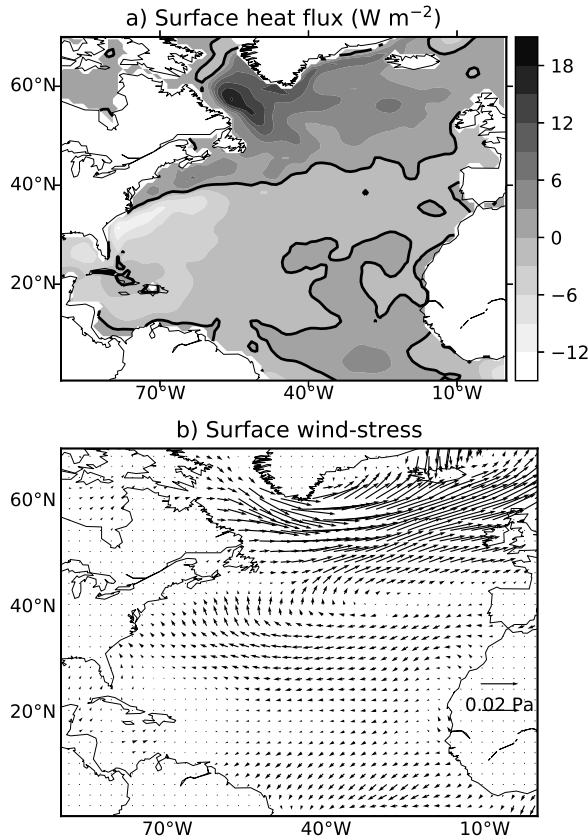 a) Surface heat flux (W m⁻²)
60°N
40°N
20°N
70°W 40°W 10°W
18
12
6
0
−6
−12
b) Surface wind-stress
60°N
40°N
20°N
0.02 Pa
70°W 40°W 10°W